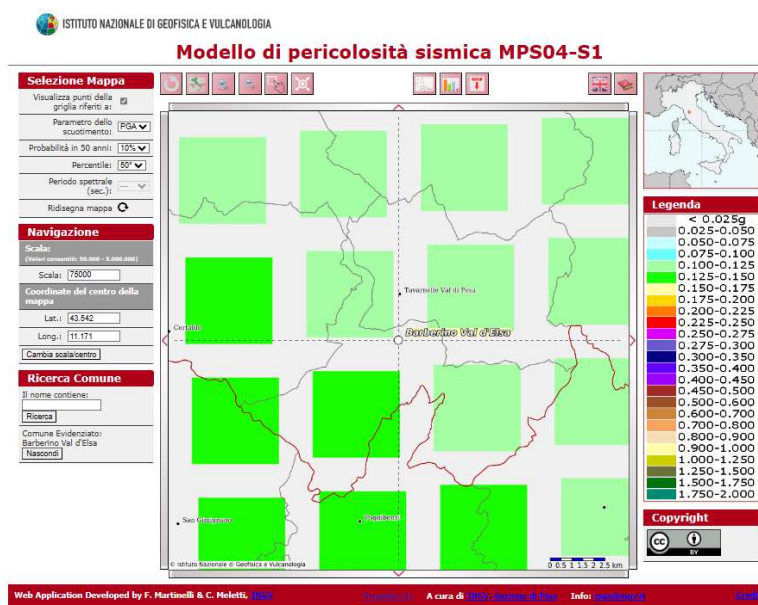 ISTITUTO NAZIONALE DI GEOFISICA E VULCANOLOGIA
Modello di pericolosità sismica MPS04-S1
Selezione Mappa
Visualizza punti della
griglia riferiti a:
Parametro dello
scuotimento: PGA
Probabilità in 50 anni: 10%
Percentile: 50°
Periodo spettrale
(sec.): ---
Ridisegna mappa
Navigazione
Scala:
(Valori consentiti: 50.000 - 5.000.000)
Scala: 75000
Coordinate del centro della
mappa
Lat.: 43.542
Long.: 11.171
Cambia scala/centro
Ricerca Comune
Il nome contiene:
Ricerca
Comune Evidenziato:
Barberino Val d'Elsa
Nascondi
Tavarnelle Val di Pesa
Certaldo
Barberino Val d'Elsa
San Gimignano
Poggibonsi
© Istituto Nazionale di Geofisica e Vulcanologia
0 0.5 1 1.5 2 2.5 km
Legenda
< 0.025g
0.025-0.050
0.050-0.075
0.075-0.100
0.100-0.125
0.125-0.150
0.150-0.175
0.175-0.200
0.200-0.225
0.225-0.250
0.250-0.275
0.275-0.300
0.300-0.350
0.350-0.400
0.400-0.450
0.450-0.500
0.500-0.600
0.600-0.700
0.700-0.800
0.800-0.900
0.900-1.000
1.000-1.250
1.250-1.500
1.500-1.750
1.750-2.000
Copyright
CC
BY
Web Application Developed by F. Martinelli & C. Meletti, INGV
A cura di INGV, Sezione di Pisa Info: